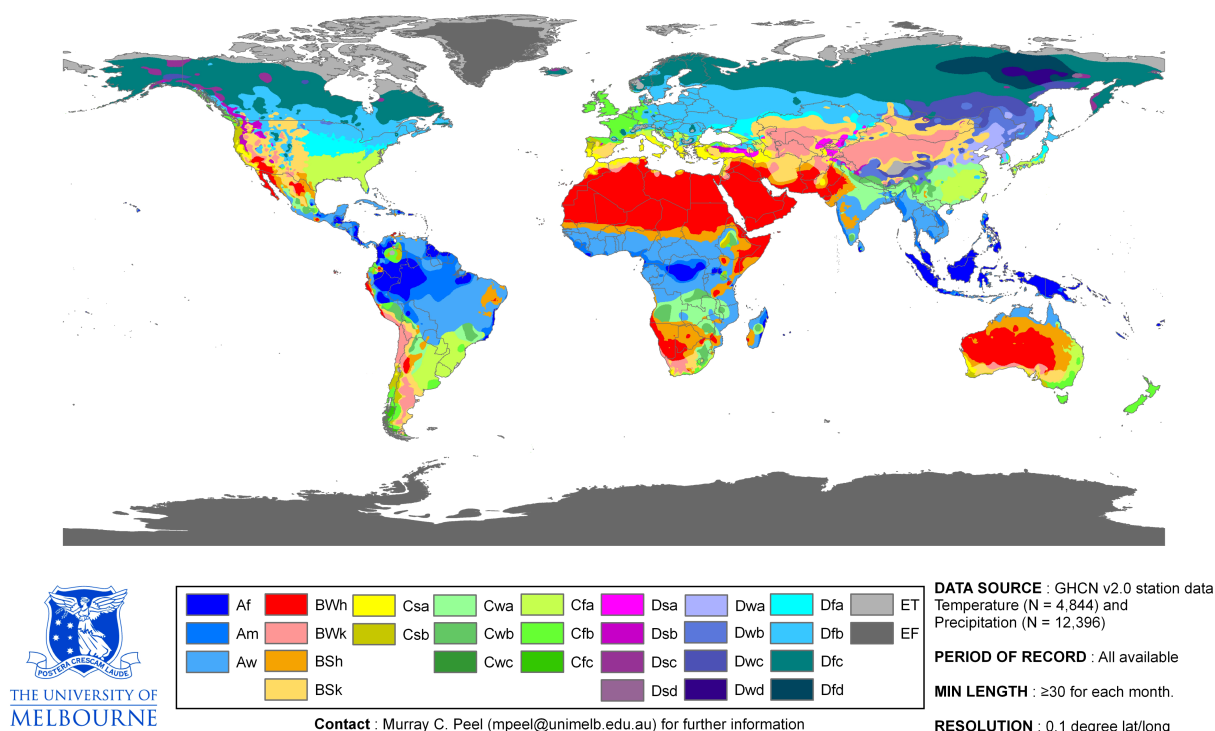 Af
Am
Aw
BWh
BWk
BSh
BSk
Csa
Csb
Cwa
Cwb
Cwc
Cfa
Cfb
Cfc
Dsa
Dsb
Dsc
Dsd
Dwa
Dwb
Dwc
Dwd
Dfa
Dfb
Dfc
Dfd
ET
EF
POSTERA CRESCAM LAUDE
THE UNIVERSITY OF
MELBOURNE
Contact : Murray C. Peel (mpeel@unimelb.edu.au) for further information
DATA SOURCE : GHCN v2.0 station data
Temperature (N = 4,844) and
Precipitation (N = 12,396)
PERIOD OF RECORD : All available
MIN LENGTH : ≥30 for each month.
RESOLUTION : 0.1 degree lat/long